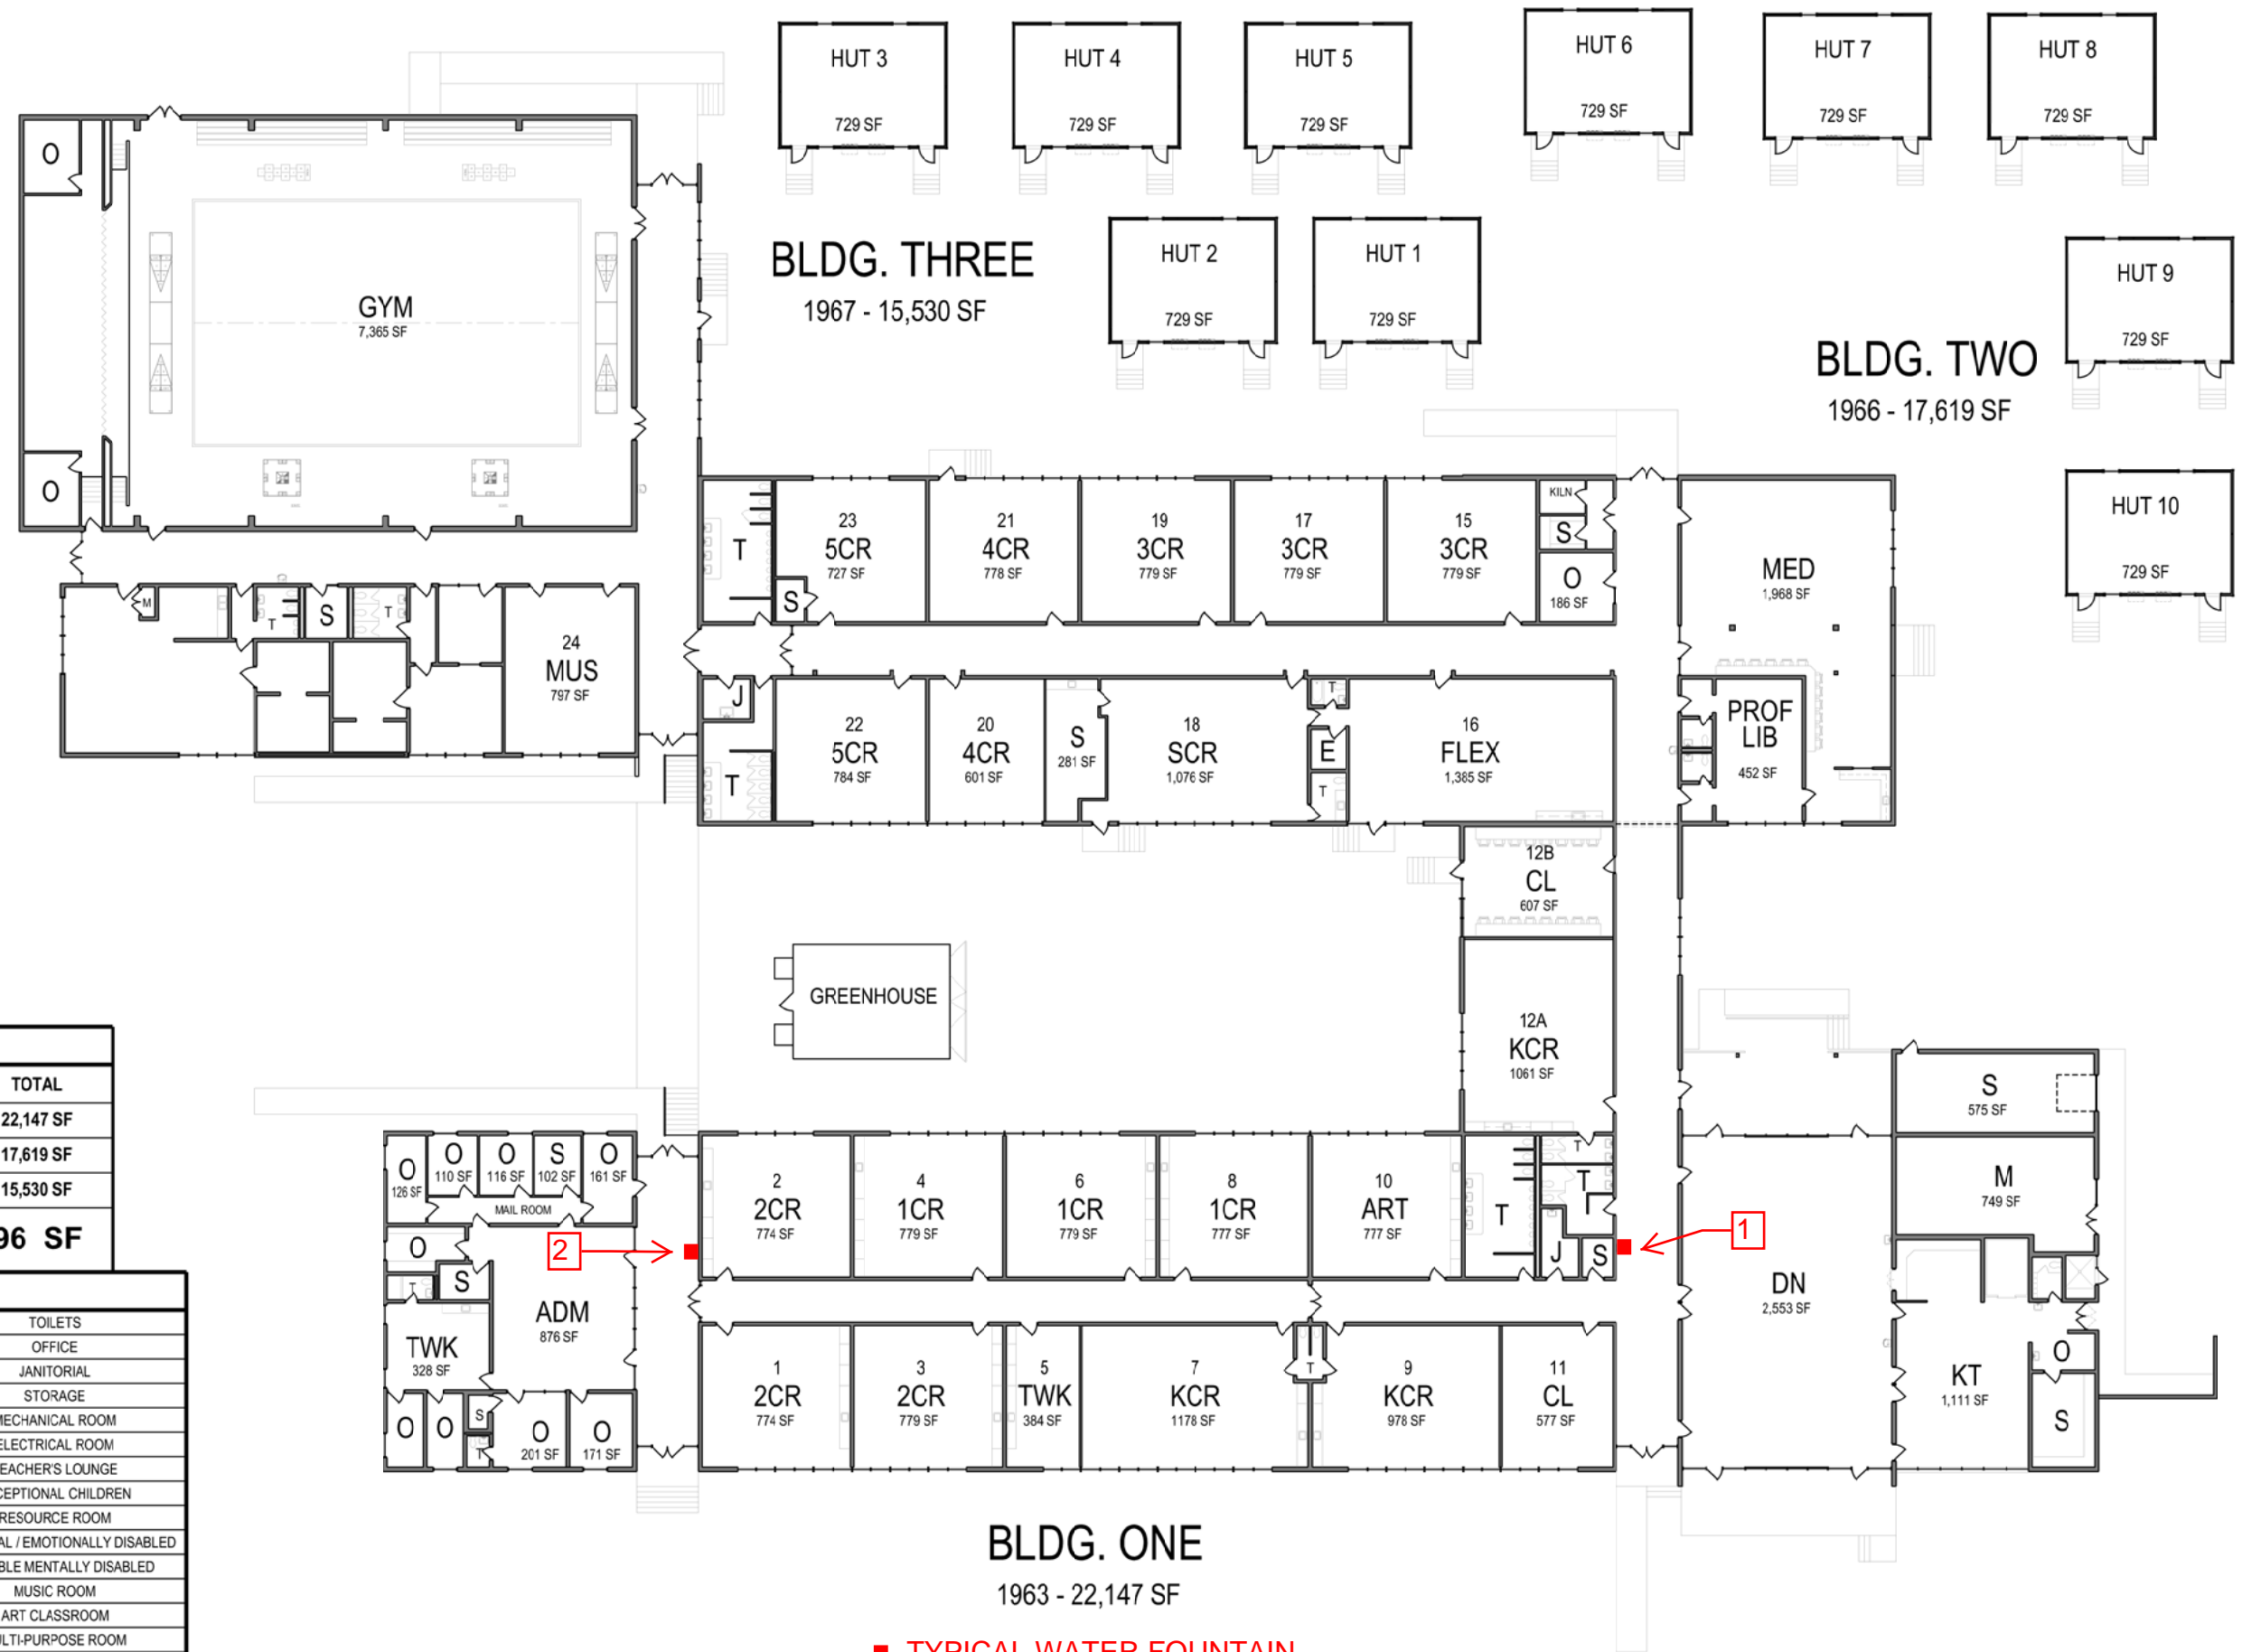 HUT 3
729 SF
HUT 4
729 SF
HUT 5
729 SF
HUT 6
729 SF
HUT 7
729 SF
HUT 8
729 SF
HUT 2
729 SF
HUT 1
729 SF
HUT 9
729 SF
HUT 10
729 SF
BLDG. THREE
1967 - 15,530 SF
BLDG. TWO
1966 - 17,619 SF
O
GYM
7,365 SF
O
M
T
S
T
24
MUS
797 SF
T
S
23
5CR
727 SF
21
4CR
778 SF
19
3CR
779 SF
17
3CR
779 SF
15
3CR
779 SF
KILN
S
O
186 SF
MED
1,968 SF
PROF
LIB
452 SF
J
T
22
5CR
784 SF
20
4CR
601 SF
S
281 SF
18
SCR
1,076 SF
T
E
T
16
FLEX
1,385 SF
12B
CL
607 SF
12A
KCR
1061 SF
GREENHOUSE
S
575 SF
M
749 SF
DN
2,553 SF
KT
1,111 SF
O
S
O
126 SF
O
110 SF
O
116 SF
S
102 SF
O
161 SF
MAIL ROOM
O
T
S
ADM
876 SF
TWK
328 SF
O
O
S
T
O
201 SF
O
171 SF
2
1
2
2CR
774 SF
4
1CR
779 SF
6
1CR
779 SF
8
1CR
777 SF
10
ART
777 SF
T
T
T
J
S
1
2CR
774 SF
3
2CR
779 SF
5
TWK
384 SF
7
KCR
1178 SF
T
9
KCR
978 SF
11
CL
577 SF
BLDG. ONE
1963 - 22,147 SF
TYPICAL WATER FOUNTAIN
TOTAL
22,147 SF
17,619 SF
15,530 SF
96 SF
TOILETS
OFFICE
JANITORIAL
STORAGE
MECHANICAL ROOM
ELECTRICAL ROOM
EACHER'S LOUNGE
CEPTIONAL CHILDREN
RESOURCE ROOM
AL / EMOTIONALLY DISABLED
BLE MENTALLY DISABLED
MUSIC ROOM
ART CLASSROOM
LTI-PURPOSE ROOM